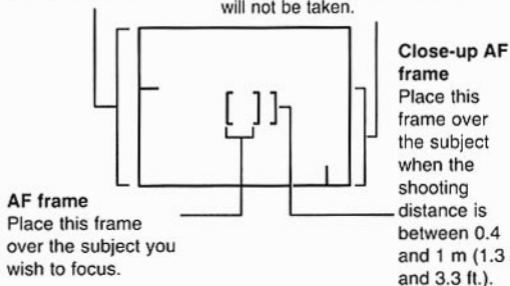 will not be taken.
Close-up AF
frame
Place this
frame over
the subject
when the
shooting
distance is
between 0.4
and 1 m (1.3
and 3.3 ft.).
AF frame
Place this frame
over the subject you
wish to focus.